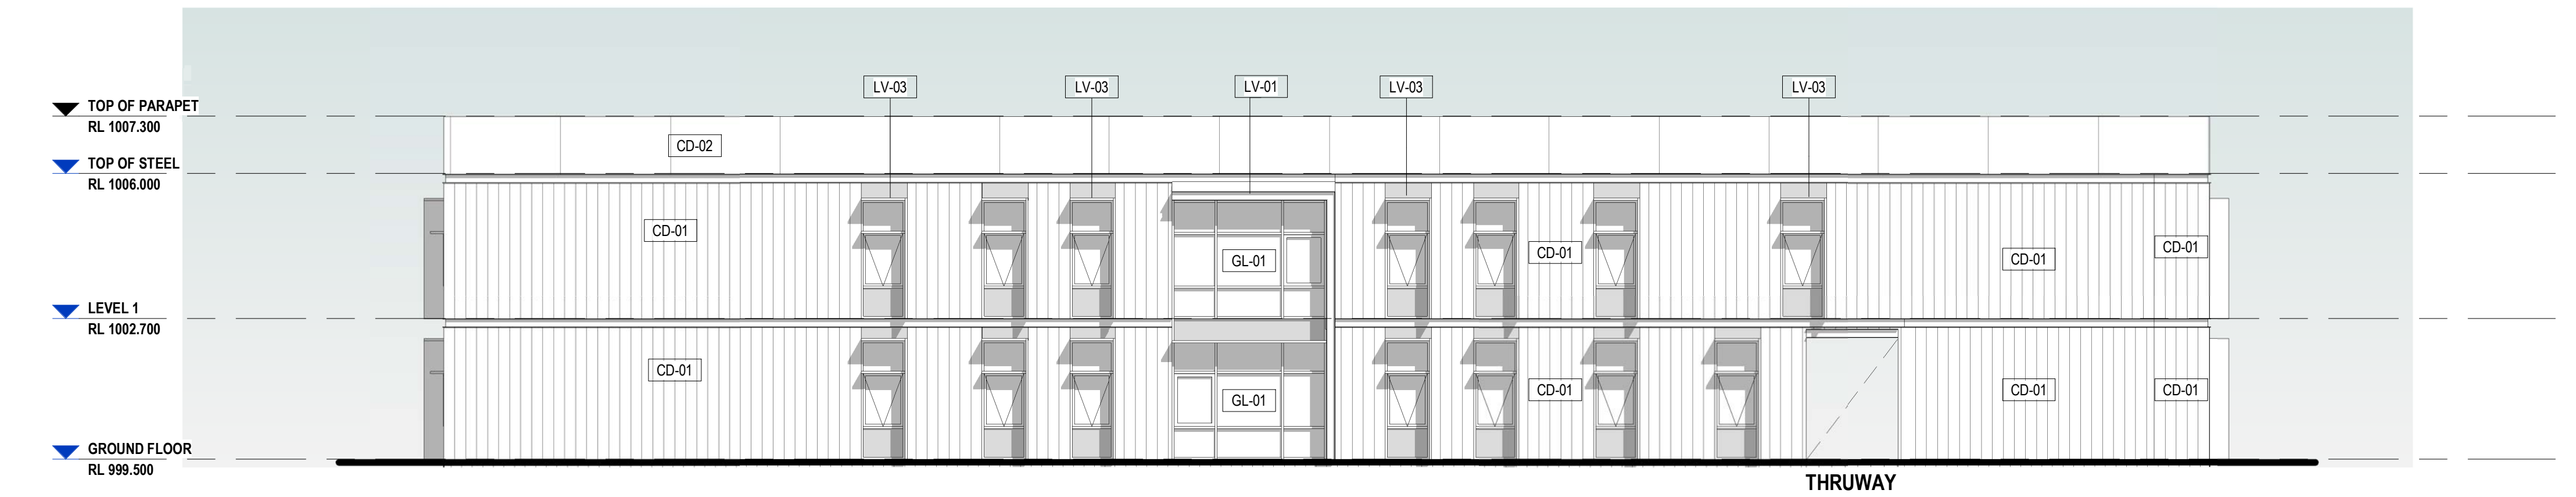 LV-03 LV-03 LV-01 LV-03 LV-03
TOP OF PARAPET
RL 1007.300
CD-02
TOP OF STEEL
RL 1006.000
CD-01 GL-01 CD-01 CD-01 CD-01
LEVEL 1
RL 1002.700
CD-01 GL-01 CD-01 CD-01 CD-01
GROUND FLOOR
RL 999.500
THRUWAY